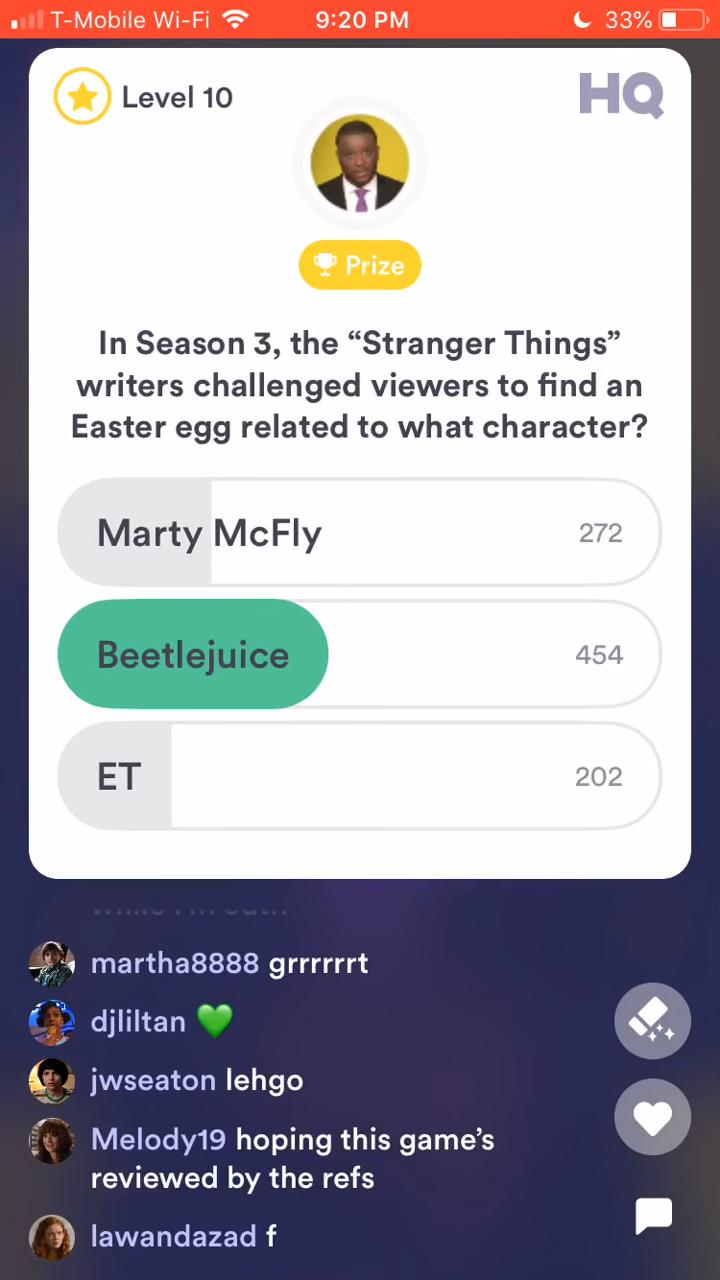 T-Mobile Wi-Fi 9:20 PM 33%
Level 10 HQ
Prize
In Season 3, the “Stranger Things”
writers challenged viewers to find an
Easter egg related to what character?
Marty McFly 272
Beetlejuice 454
ET 202
martha8888 grrrrrrt
djliltan 💚
jwseaton lehgo
Melody19 hoping this game’s
reviewed by the refs
lawandazad f